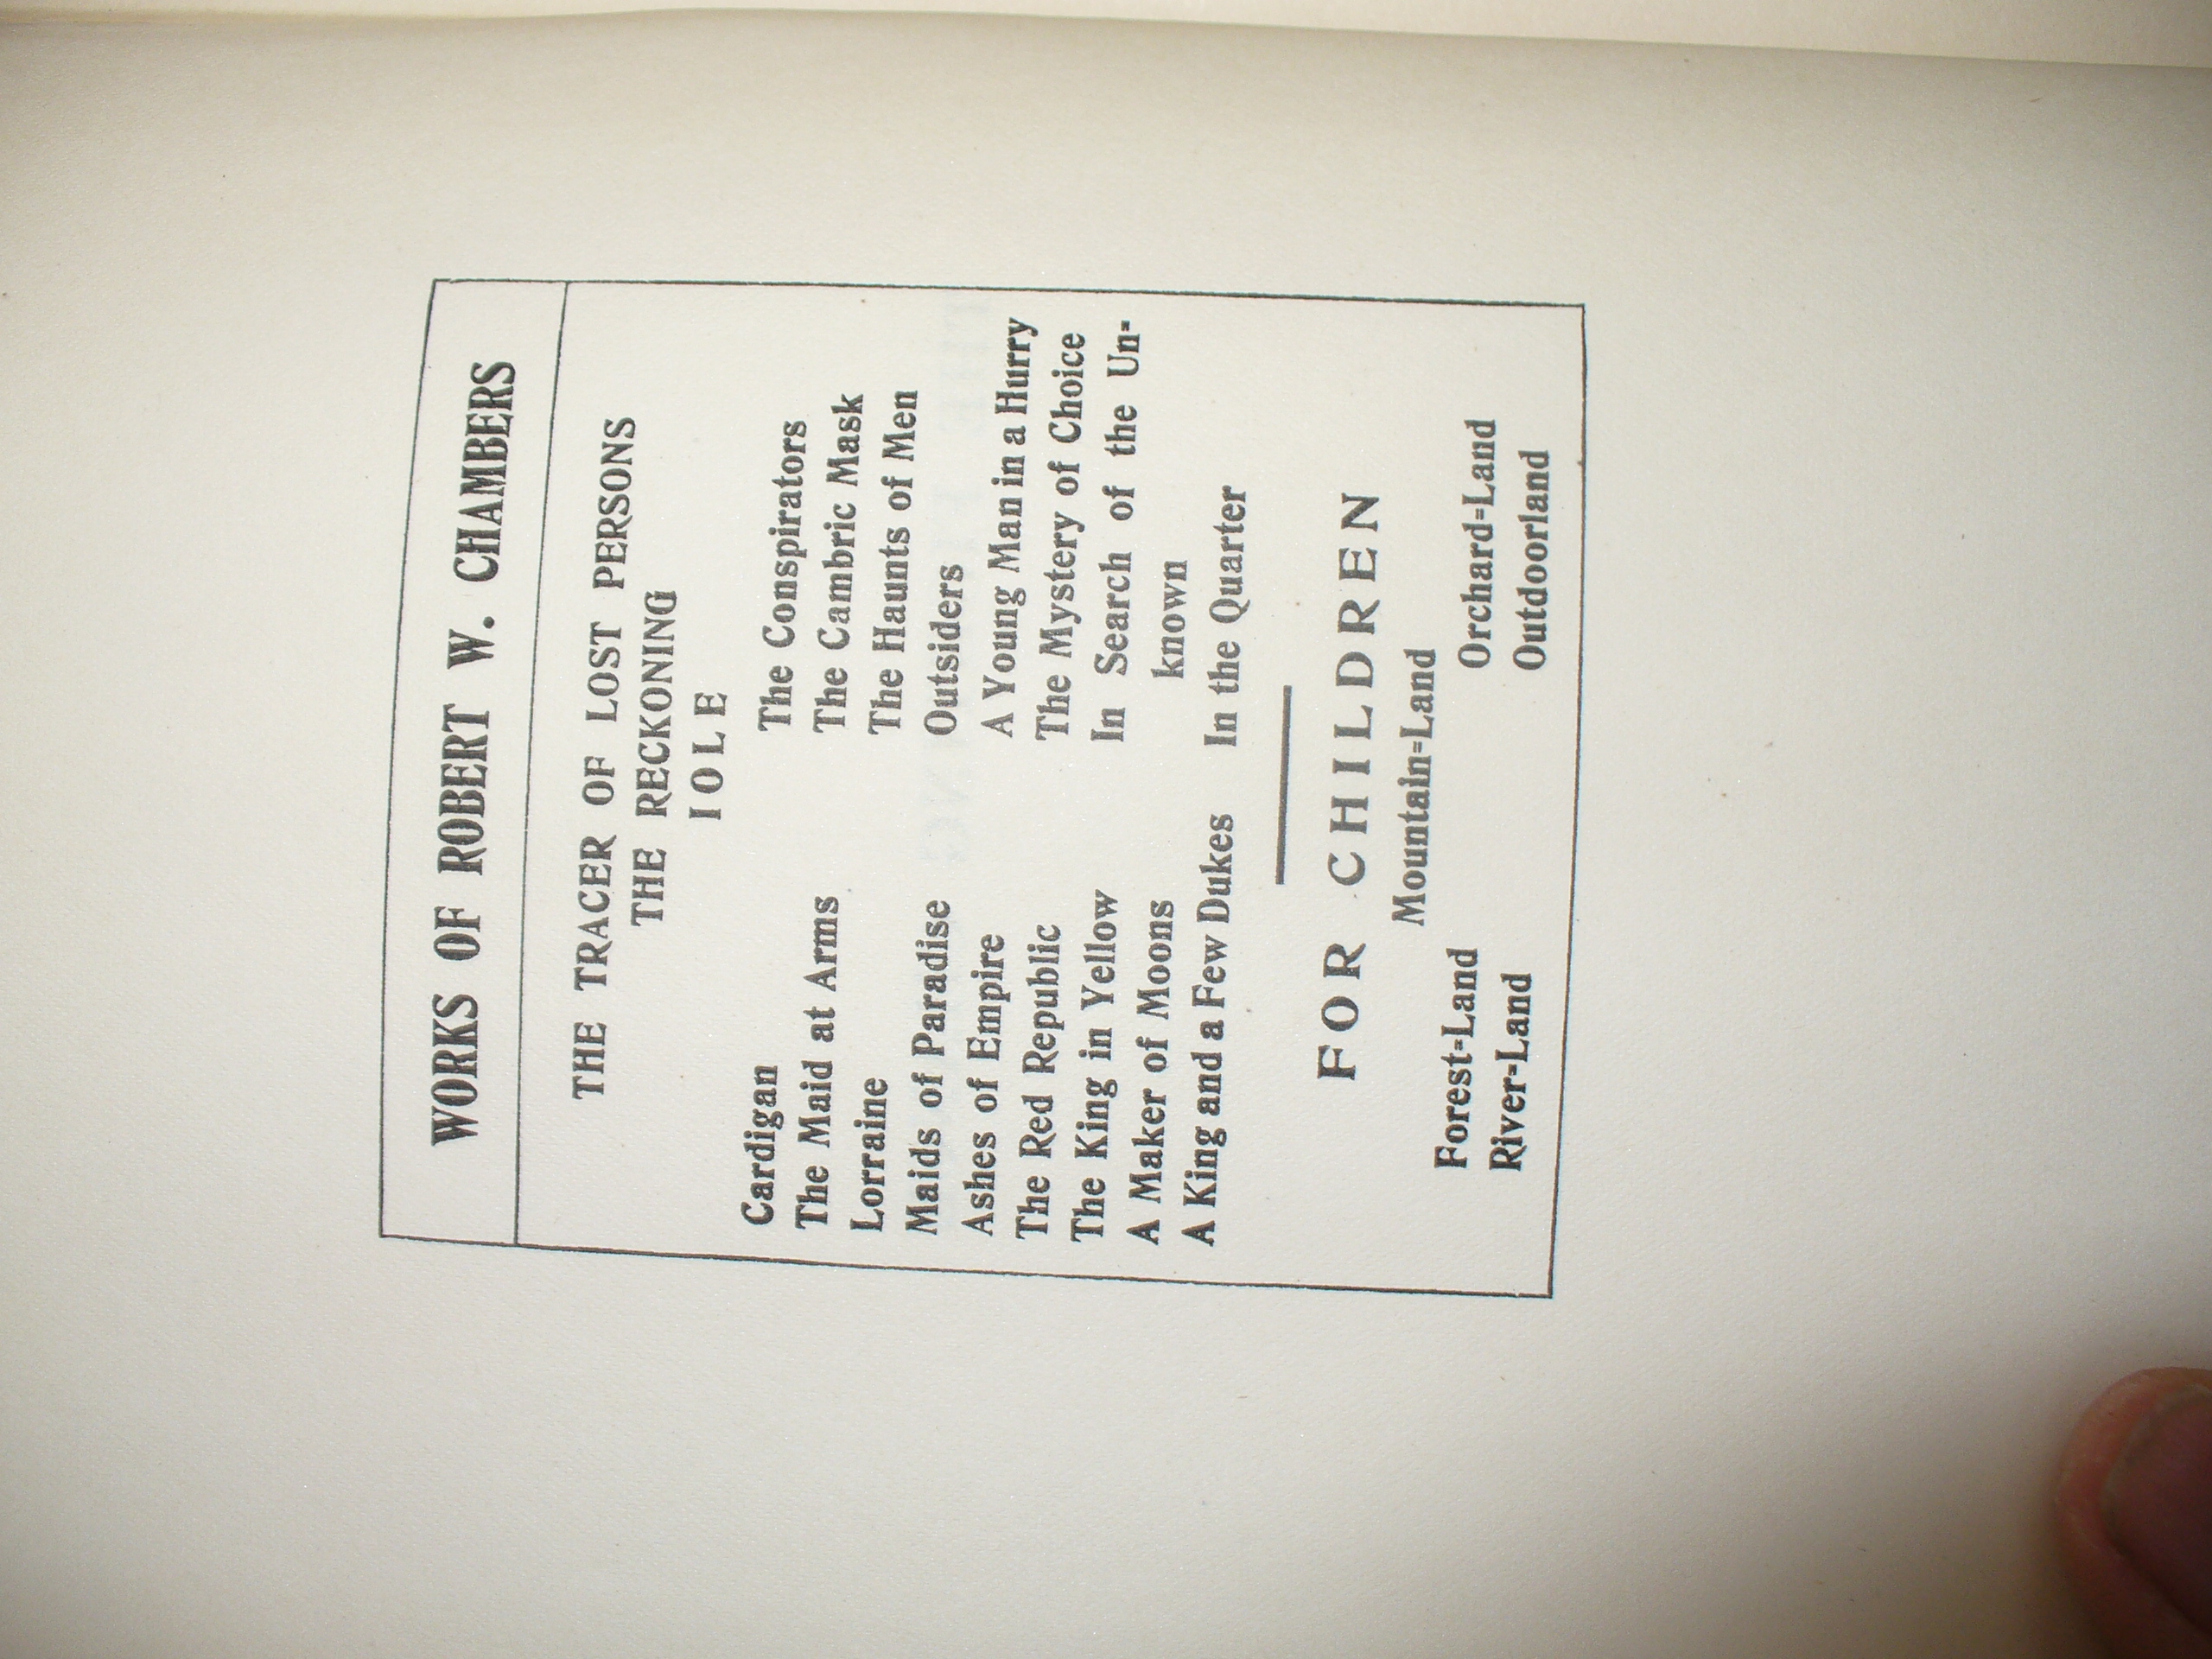 WORKS OF ROBERT W. CHAMBERS
THE TRACER OF LOST PERSONS
THE RECKONING
IOLE
Cardigan
The Maid at Arms
Lorraine
Maids of Paradise
Ashes of Empire
The Red Republic
The King in Yellow
A Maker of Moons
A King and a Few Dukes
The Conspirators
The Cambric Mask
The Haunts of Men
Outsiders
A Young Man in a Hurry
The Mystery of Choice
In Search of the Un-
known
In the Quarter
FOR CHILDREN
Mountain-Land
Forest-Land
River-Land
Orchard-Land
Outdoorland